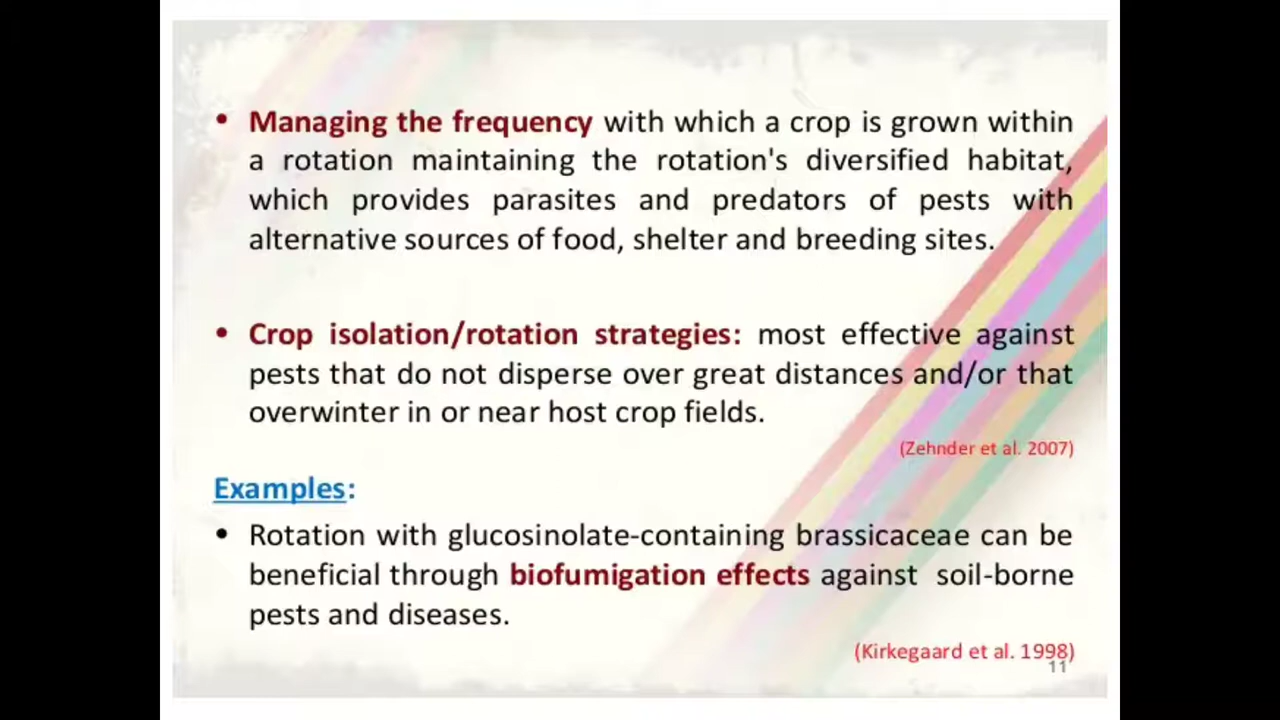 • Managing the frequency with which a crop is grown within
a rotation maintaining the rotation's diversified habitat,
which provides parasites and predators of pests with
alternative sources of food, shelter and breeding sites.
• Crop isolation/rotation strategies: most effective against
pests that do not disperse over great distances and/or that
overwinter in or near host crop fields.
(Zehnder et al. 2007)
Examples:
• Rotation with glucosinolate-containing brassicaceae can be
beneficial through biofumigation effects against soil-borne
pests and diseases.
(Kirkegaard et al. 1998)
11